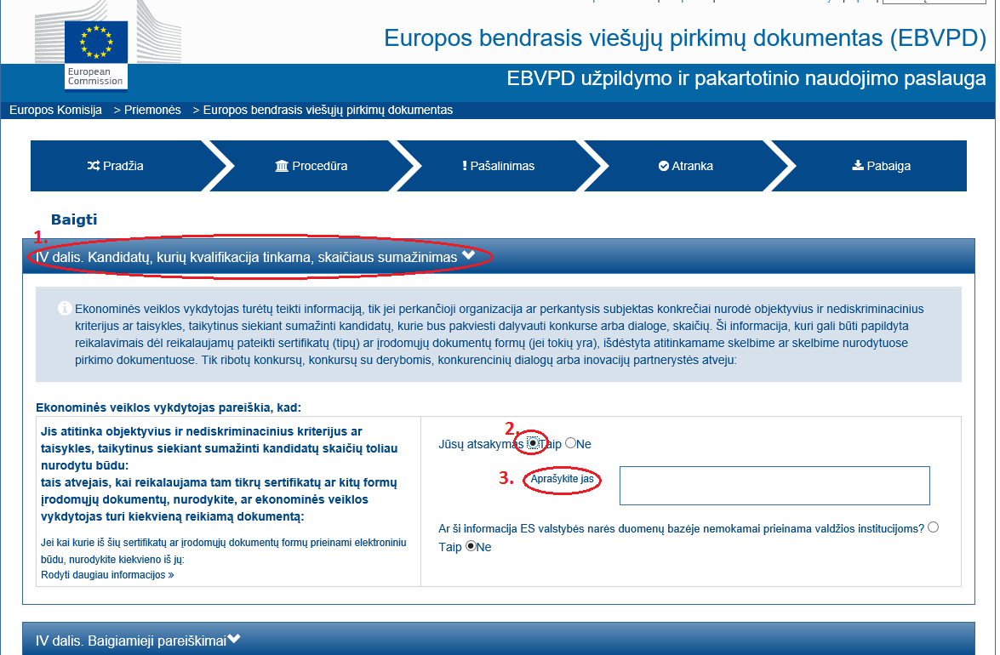 Europos bendrasis viešųjų pirkimų dokumentas (EBVPD)
European
Commission
EBVPD užpildymo ir pakartotinio naudojimo paslauga
Europos Komisija > Priemonės > Europos bendrasis viešųjų pirkimų dokumentas
Pradžia
Procedūra
Pašalinimas
Atranka
Pabaiga
Baigti
1.
IV dalis. Kandidatų, kurių kvalifikacija tinkama, skaičiaus sumažinimas
Ekonominės veiklos vykdytojas turėtų teikti informaciją, tik jei perkančioji organizacija ar perkantysis subjektas konkrečiai nurodė objektyvius ir nediskriminacinius
kriterijus ar taisykles, taikytinus siekiant sumažinti kandidatų, kurie bus pakviesti dalyvauti konkurse arba dialoge, skaičių. Ši informacija, kuri gali būti papildyta
reikalavimais dėl reikalaujamų pateikti sertifikatų (tipų) ar įrodomųjų dokumentų formų (jei tokių yra), išdėstyta atitinkamame skelbime ar skelbime nurodytuose
pirkimo dokumentuose. Tik ribotų konkursų, konkursų su derybomis, konkurencinių dialogų arba inovacijų partnerystės atveju:
Ekonominės veiklos vykdytojas pareiškia, kad:
Jis atitinka objektyvius ir nediskriminacinius kriterijus ar
taisykles, taikytinus siekiant sumažinti kandidatų skaičių toliau
nurodytu būdu:
tais atvejais, kai reikalaujama tam tikrų sertifikatų ar kitų formų
įrodomųjų dokumentų, nurodykite, ar ekonominės veiklos
vykdytojas turi kiekvieną reikiamą dokumentą:
Jei kai kurie iš šių sertifikatų ar įrodomųjų dokumentų formų prieinami elektroniniu
būdu, nurodykite kiekvieno iš jų:
Rodyti daugiau informacijos »
2.
Jūsų atsakymas Taip Ne
3. Aprašykite jas
Ar ši informacija ES valstybės narės duomenų bazėje nemokamai prieinama valdžios institucijoms?
Taip Ne
IV dalis. Baigiamieji pareiškimai